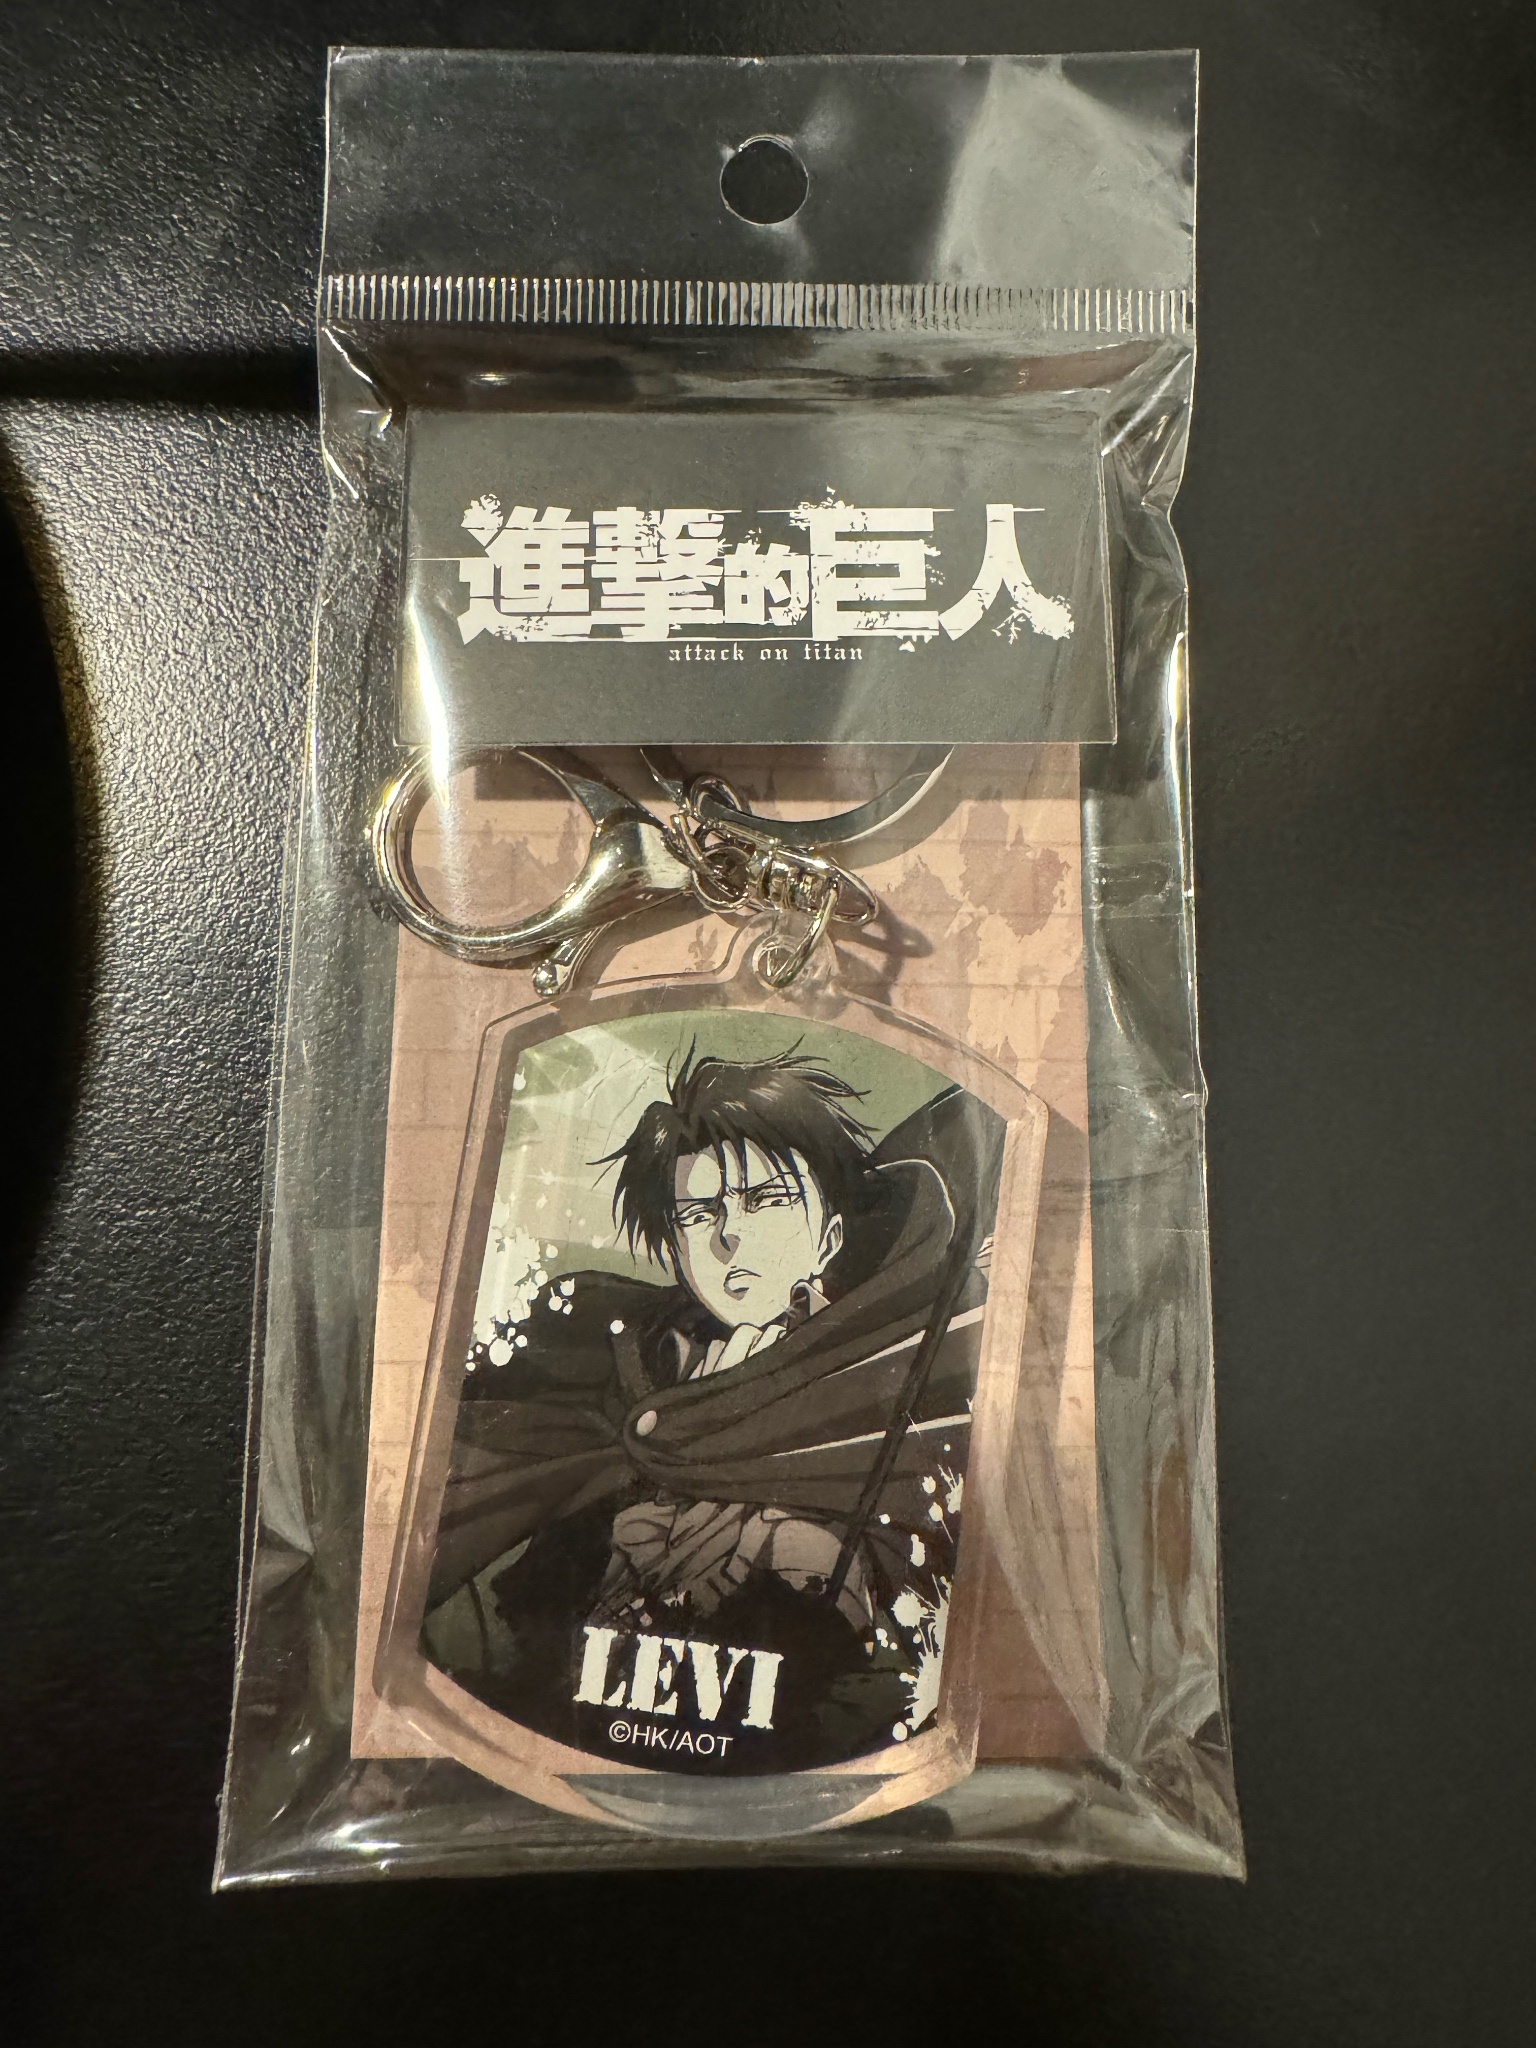 進撃的巨人
attack on titan
LEVI
©HK/AOT